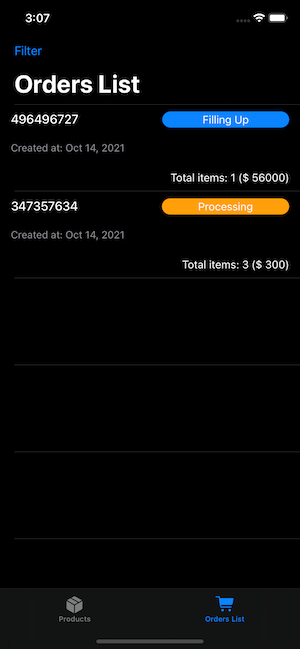 3:07
Filter
Orders List
496496727 Filling Up
Created at: Oct 14, 2021
Total items: 1 ($ 56000)
347357634 Processing
Created at: Oct 14, 2021
Total items: 3 ($ 300)
Products Orders List